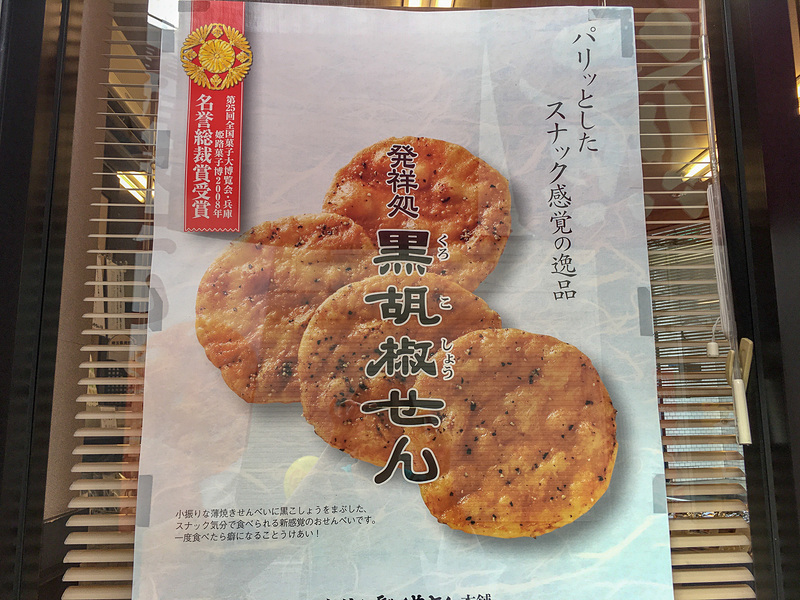 パリッとした
スナック感覚の逸品
第25回全国菓子大博覧会・兵庫
姫路菓子博2008年
名誉総裁賞受賞
発祥処
黒胡椒せん
くろこしょう
小振りな薄焼きせんべいに黒こしょうをまぶした、
スナック気分で食べられる新感覚のおせんべいです。
一度食べたら癖になることうけあい！
本舗